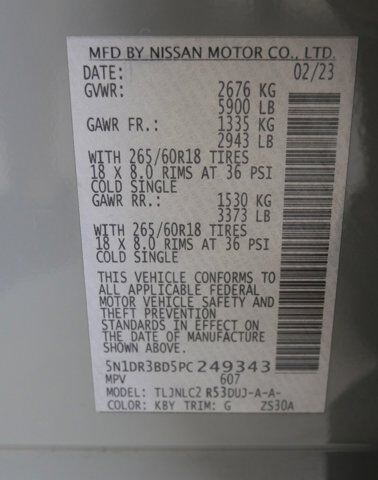 MFD BY NISSAN MOTOR CO., LTD.
DATE: 02/23
GVWR: 2676 KG
5900 LB
GAWR FR.: 1335 KG
2943 LB
WITH 265/60R18 TIRES
18 X 8.0 RIMS AT 36 PSI
COLD SINGLE
GAWR RR.: 1530 KG
3373 LB
WITH 265/60R18 TIRES
18 X 8.0 RIMS AT 36 PSI
COLD SINGLE
THIS VEHICLE CONFORMS TO
ALL APPLICABLE FEDERAL
MOTOR VEHICLE SAFETY AND
THEFT PREVENTION
STANDARDS IN EFFECT ON
THE DATE OF MANUFACTURE
SHOWN ABOVE.
5N1DR3BD5PC249343
MPV 607
MODEL: TLJNLC2 R53DUJ-A-A-
COLOR: KBY TRIM: G ZS30A